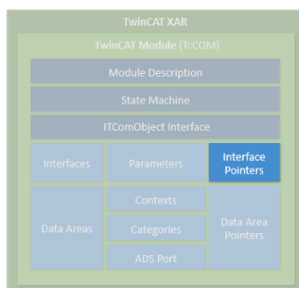 TwinCAT XAR
TwinCAT Module (TcCOM)
Module Description
State Machine
ITComObject Interface
Interfaces
Parameters
Interface
Pointers
Data Areas
Contexts
Categories
ADS Port
Data Area
Pointers